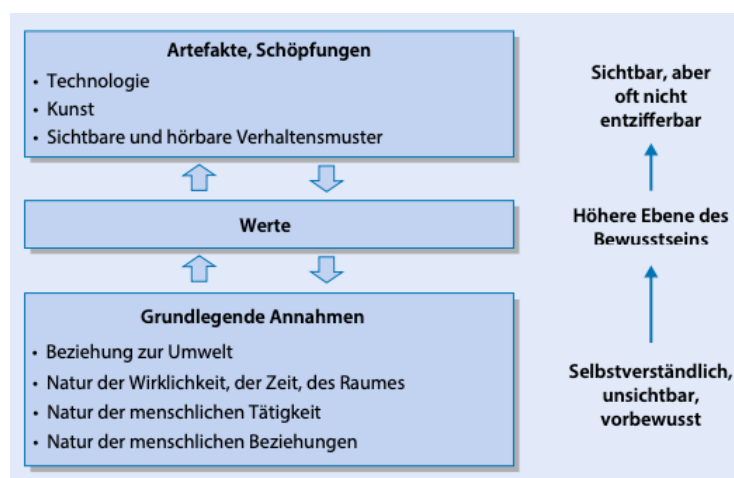 Artefakte, Schöpfungen
• Technologie
• Kunst
• Sichtbare und hörbare Verhaltensmuster
Sichtbar, aber
oft nicht
entzifferbar
Werte
Höhere Ebene des
Bewusstseins
Grundlegende Annahmen
• Beziehung zur Umwelt
• Natur der Wirklichkeit, der Zeit, des Raumes
• Natur der menschlichen Tätigkeit
• Natur der menschlichen Beziehungen
Selbstverständlich,
unsichtbar,
vorbewusst